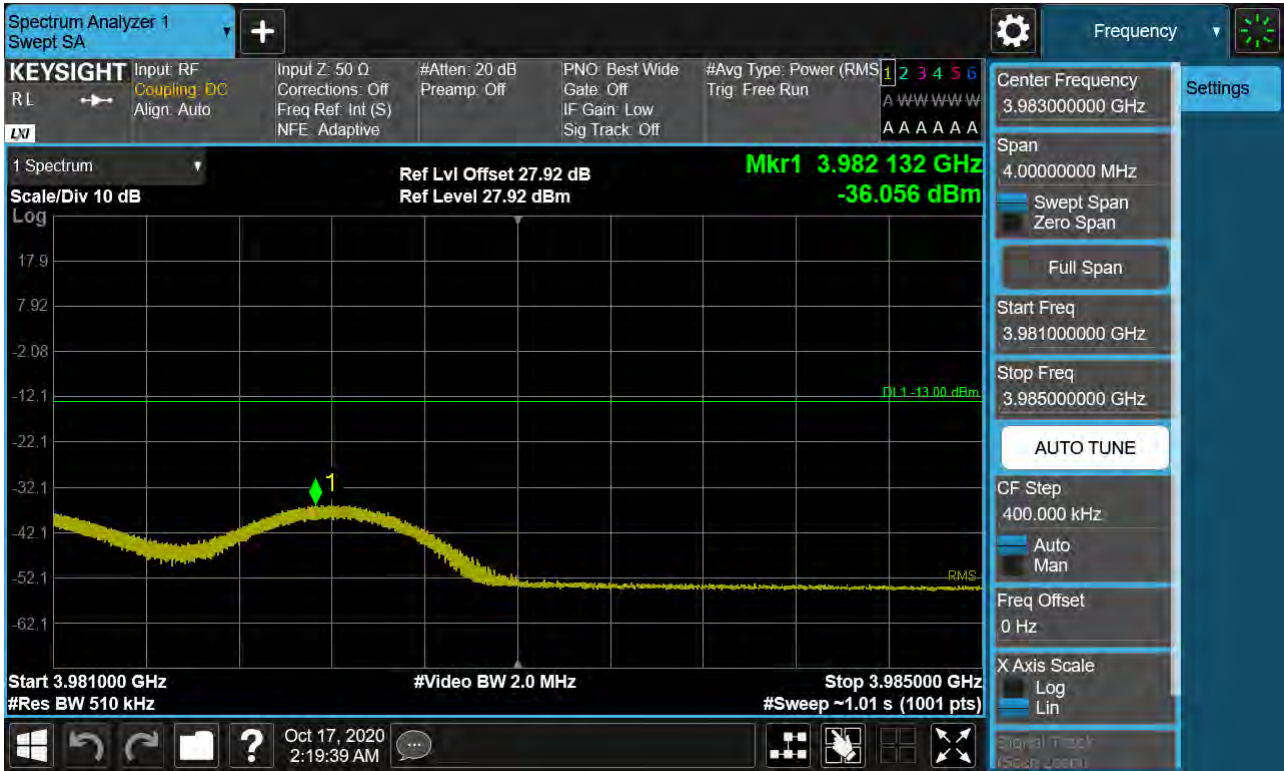 Spectrum Analyzer 1
Swept SA
Frequency
KEYSIGHT
R L
LXI
Input: RF
Coupling: DC
Align: Auto
Input Z: 50 Ω
Corrections: Off
Freq Ref: Int (S)
NFE: Adaptive
#Atten: 20 dB
Preamp: Off
PNO: Best Wide
Gate: Off
IF Gain: Low
Sig Track: Off
#Avg Type: Power (RMS
Trig: Free Run
1 2 3 4 5 6
A W W W W W
A A A A A A
1 Spectrum
Scale/Div 10 dB
Log
Ref Lvl Offset 27.92 dB
Ref Level 27.92 dBm
Mkr1 3.982 132 GHz
-36.056 dBm
17.9
7.92
-2.08
-12.1
DL1 -13.00 dBm
-22.1
-32.1
1
-42.1
-52.1
RMS
-62.1
Start 3.981000 GHz
#Res BW 510 kHz
#Video BW 2.0 MHz
Stop 3.985000 GHz
#Sweep ~1.01 s (1001 pts)
Center Frequency
3.983000000 GHz
Settings
Span
4.00000000 MHz
Swept Span
Zero Span
Full Span
Start Freq
3.981000000 GHz
Stop Freq
3.985000000 GHz
AUTO TUNE
CF Step
400.000 kHz
Auto
Man
Freq Offset
0 Hz
X Axis Scale
Log
Lin
Signal Track
(Span Zoom)
?
Oct 17, 2020
2:19:39 AM